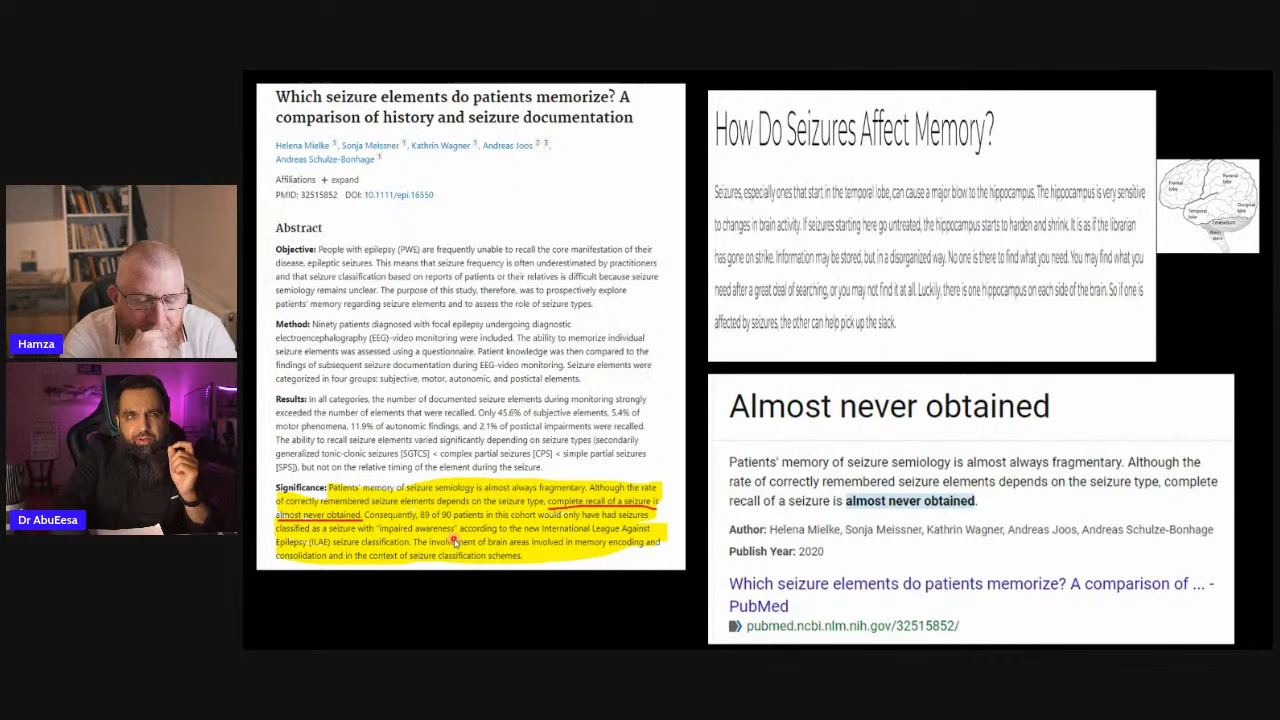 Which seizure elements do patients memorize? A
comparison of history and seizure documentation
Helena Mielke 1, Sonja Meissner 1, Kathrin Wagner 1, Andreas Joos 2 3,
Andreas Schulze-Bonhage 1
Affiliations + expand
PMID: 32515852 DOI: 10.1111/epi.16550
Abstract
Objective: People with epilepsy (PWE) are frequently unable to recall the core manifestation of their
disease, epileptic seizures. This means that seizure frequency is often underestimated by practitioners
and that seizure classification based on reports of patients or their relatives is difficult because seizure
semiology remains unclear. The purpose of this study, therefore, was to prospectively explore
patients' memory regarding seizure elements and to assess the role of seizure types.
Method: Ninety patients diagnosed with focal epilepsy undergoing diagnostic
electroencephalography (EEG)-video monitoring were included. The ability to memorize individual
seizure elements was assessed using a questionnaire. Patient knowledge was then compared to the
findings of subsequent seizure documentation during EEG-video monitoring. Seizure elements were
categorized in four groups: subjective, motor, autonomic, and postictal elements.
Results: In all categories, the number of documented seizure elements during monitoring strongly
exceeded the number of elements that were recalled. Only 45.6% of subjective elements, 5.4% of
motor phenomena, 11.9% of autonomic findings, and 2.1% of postictal impairments were recalled.
The ability to recall seizure elements varied significantly depending on seizure types (secondarily
generalized tonic-clonic seizures [SGTCS] < complex partial seizures [CPS] < simple partial seizures
[SPS]), but not on the relative timing of the element during the seizure.
Significance: Patients' memory of seizure semiology is almost always fragmentary. Although the rate
of correctly remembered seizure elements depends on the seizure type, complete recall of a seizure is
almost never obtained. Consequently, 89 of 90 patients in this cohort would only have had seizures
classified as a seizure with "impaired awareness" according to the new International League Against
Epilepsy (ILAE) seizure classification. The involvement of brain areas involved in memory encoding and
consolidation and in the context of seizure classification schemes.
How Do Seizures Affect Memory?
Seizures, especially ones that start in the temporal lobe, can cause a major blow to the hippocampus. The hippocampus is very sensitive
to changes in brain activity. If seizures starting here go untreated, the hippocampus starts to harden and shrink. It is as if the librarian
has gone on strike. Information may be stored, but in a disorganized way. No one is there to find what you need. You may find what you
need after a great deal of searching, or you may not find it at all. Luckily, there is one hippocampus on each side of the brain. So if one is
affected by seizures, the other can help pick up the slack.
Frontal
lobe
Parietal
lobe
Occipital
lobe
Temporal
lobe
Cerebellum
Brain
stem
Almost never obtained
Patients' memory of seizure semiology is almost always fragmentary. Although the
rate of correctly remembered seizure elements depends on the seizure type, complete
recall of a seizure is almost never obtained.
Author: Helena Mielke, Sonja Meissner, Kathrin Wagner, Andreas Joos, Andreas Schulze-Bonhage
Publish Year: 2020
Which seizure elements do patients memorize? A comparison of ... -
PubMed
pubmed.ncbi.nlm.nih.gov/32515852/
Hamza
Dr AbuEesa